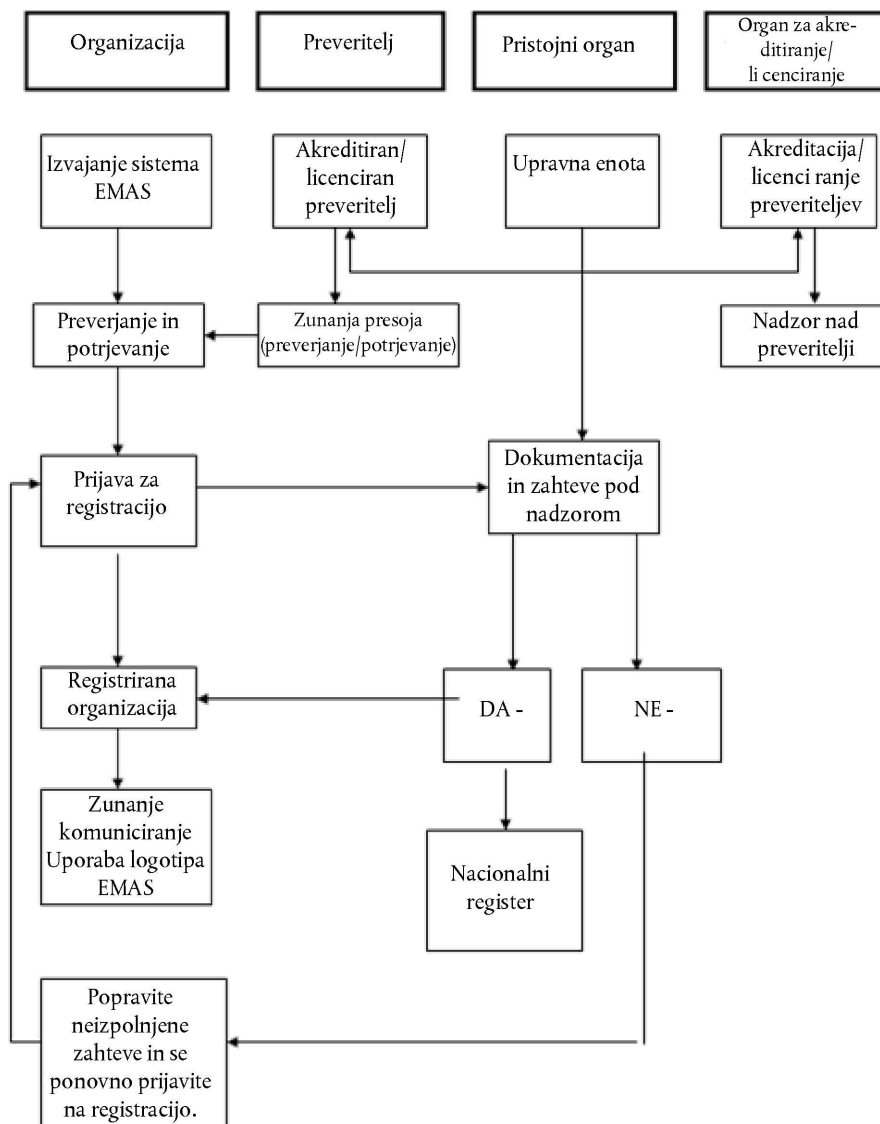 Organizacija
Preveritelj
Pristojni organ
Organ za akre-
ditiranje/
li cenciranje
Izvajanje sistema
EMAS
Akreditiran/
licenciran
preveritelj
Upravna enota
Akreditacija/
licenci ranje
preveriteljev
Preverjanje in
potrjevanje
Zunanja presoja
(preverjanje/potrjevanje)
Nadzor nad
preveritelji
Prijava za
registracijo
Dokumentacija
in zahteve pod
nadzorom
Registrirana
organizacija
DA -
NE -
Zunanje
komuniciranje
Uporaba logotipa
EMAS
Nacionalni
register
Popravite
neizpolnjene
zahteve in se
ponovno prijavite
na registracijo.